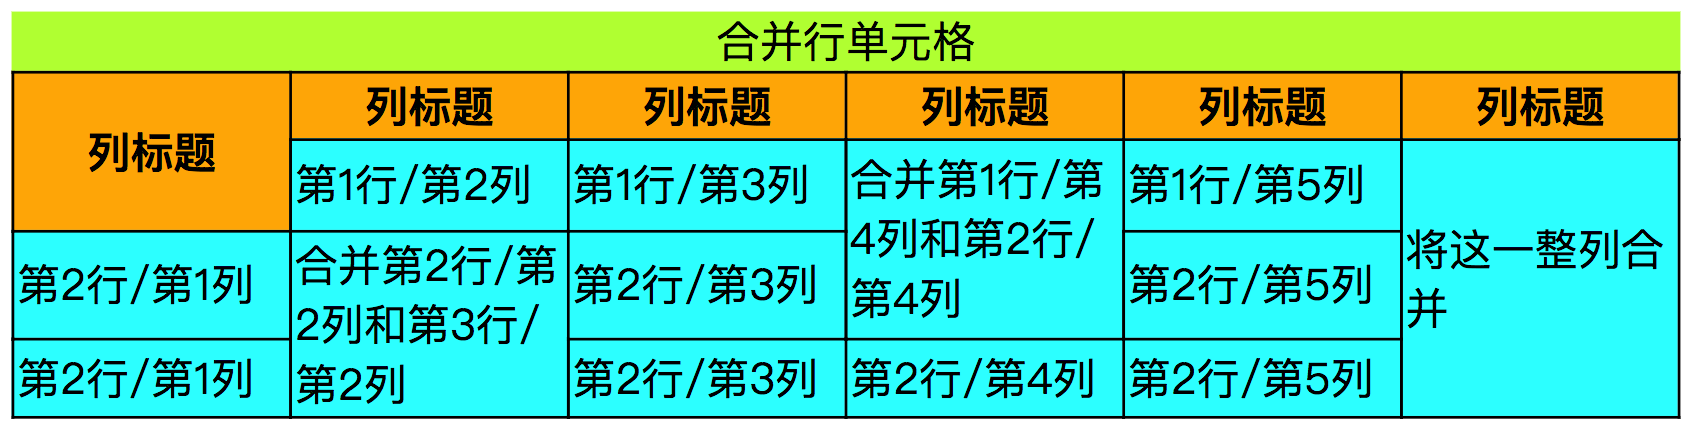 合并行单元格
列标题
列标题
列标题
列标题
列标题
列标题
第1行/第2列
第1行/第3列
合并第1行/第
4列和第2行/
第4列
第1行/第5列
将这一整列合
并
第2行/第1列
合并第2行/第
2列和第3行/
第2列
第2行/第3列
第2行/第5列
第2行/第1列
第2行/第3列
第2行/第4列
第2行/第5列